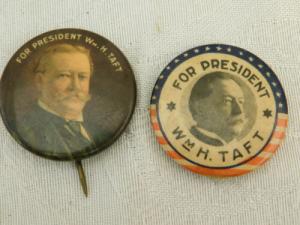 FOR PRESIDENT Wm. H. TAFT
FOR PRESIDENT
Wm H. TAFT